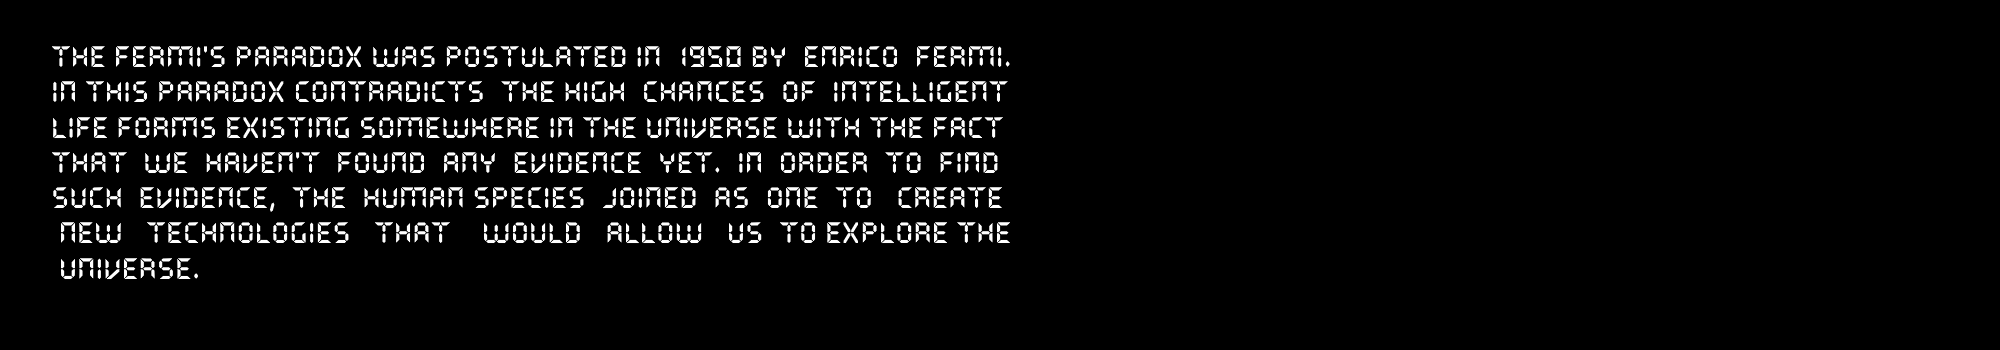 THE FERMI'S PARADOX WAS POSTULATED IN 1950 BY ENRICO FERMI.
IN THIS PARADOX CONTRADICTS THE HIGH CHANCES OF INTELLIGENT
LIFE FORMS EXISTING SOMEWHERE IN THE UNIVERSE WITH THE FACT
THAT WE HAVEN'T FOUND ANY EVIDENCE YET. IN ORDER TO FIND
SUCH EVIDENCE, THE HUMAN SPECIES JOINED AS ONE TO CREATE
NEW TECHNOLOGIES THAT WOULD ALLOW US TO EXPLORE THE
UNIVERSE.